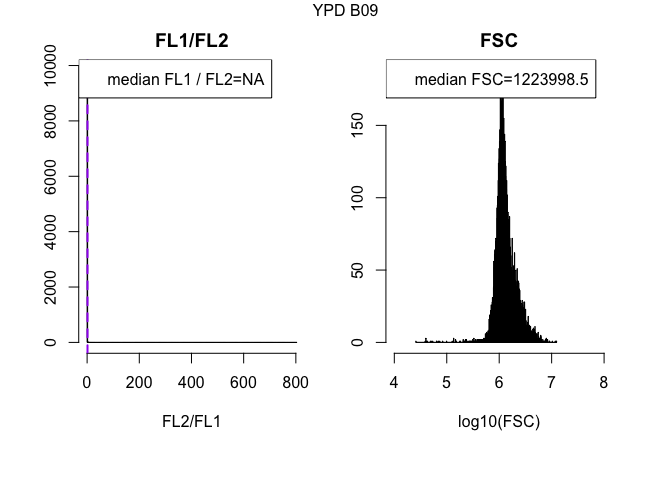 YPD B09
FL1/FL2
median FL1 / FL2=NA
0
2000
4000
6000
8000
10000
0
200
400
600
800
FL2/FL1
FSC
median FSC=1223998.5
0
50
100
150
4
5
6
7
8
log10(FSC)